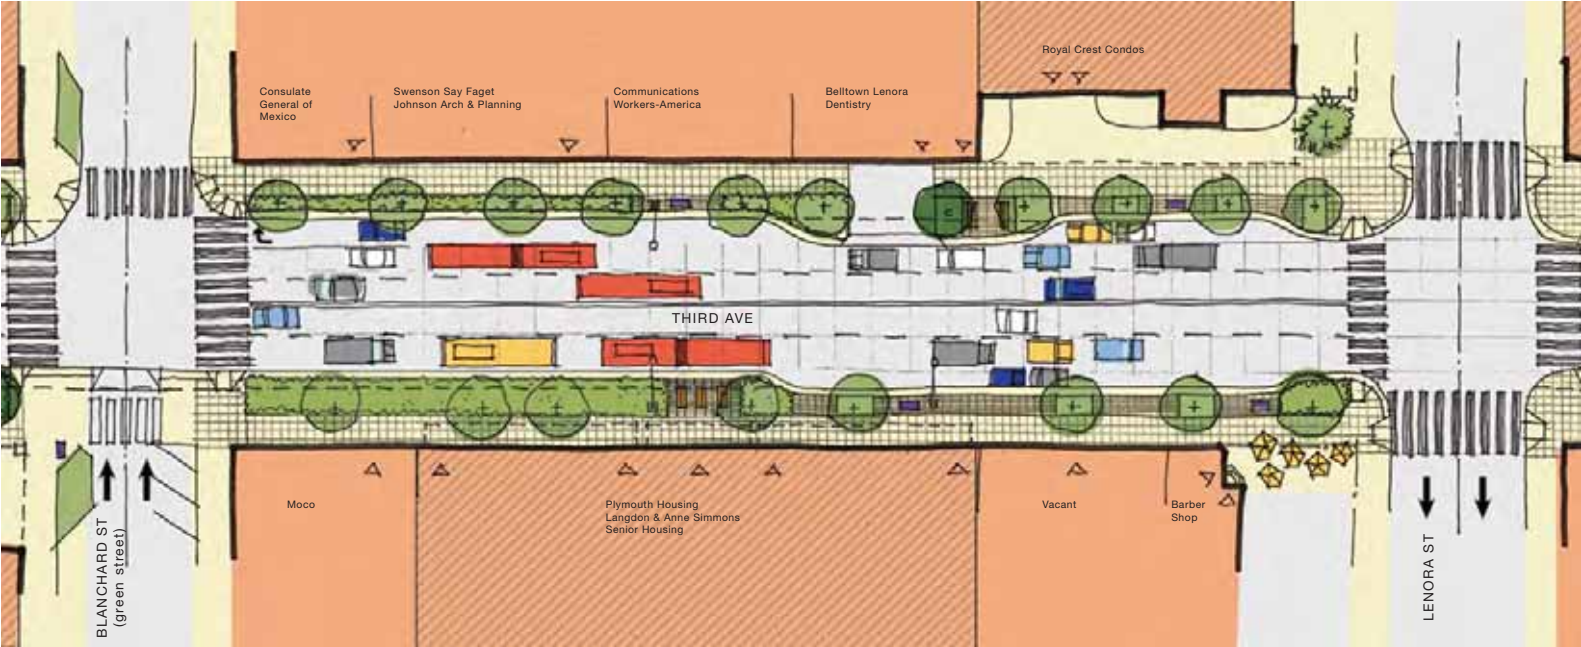 Royal Crest Condos
Consulate
General of
Mexico
Swenson Say Faget
Johnson Arch & Planning
Communications
Workers-America
Belltown Lenora
Dentistry
THIRD AVE
Moco
Plymouth Housing
Langdon & Anne Simmons
Senior Housing
Vacant
Barber
Shop
BLANCHARD ST
(green street)
LENORA ST